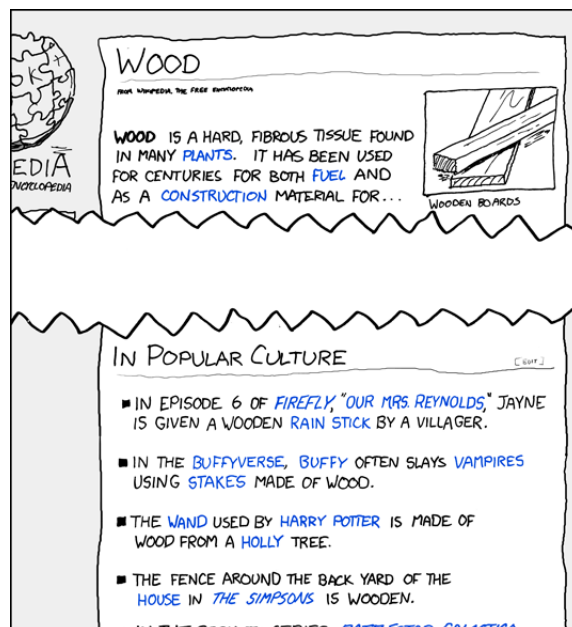 WOOD
FROM WIKIPEDIA, THE FREE ENCYCLOPEDIA
EDIA
ENCYCLOPEDIA
WOOD IS A HARD, FIBROUS TISSUE FOUND
IN MANY PLANTS. IT HAS BEEN USED
FOR CENTURIES FOR BOTH FUEL AND
AS A CONSTRUCTION MATERIAL FOR...
WOODEN BOARDS
IN POPULAR CULTURE
[EDIT]
■ IN EPISODE 6 OF FIREFLY, "OUR MRS. REYNOLDS," JAYNE
IS GIVEN A WOODEN RAIN STICK BY A VILLAGER.
■ IN THE BUFFYVERSE, BUFFY OFTEN SLAYS VAMPIRES
USING STAKES MADE OF WOOD.
■ THE WAND USED BY HARRY POTTER IS MADE OF
WOOD FROM A HOLLY TREE.
■ THE FENCE AROUND THE BACK YARD OF THE
HOUSE IN THE SIMPSONS IS WOODEN.